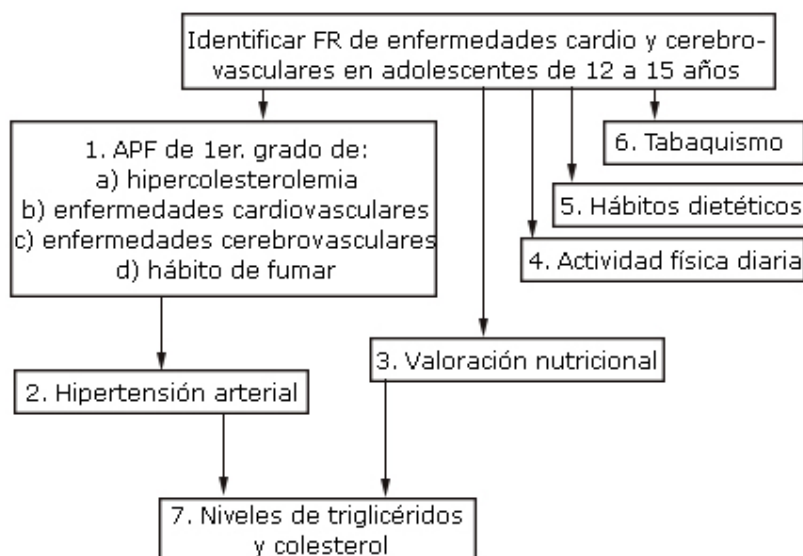 Identificar FR de enfermedades cardio y cerebro-
vasculares en adolescentes de 12 a 15 años
1. APF de 1er. grado de:
a) hipercolesterolemia
b) enfermedades cardiovasculares
c) enfermedades cerebrovasculares
d) hábito de fumar
6. Tabaquismo
5. Hábitos dietéticos
4. Actividad física diaria
3. Valoración nutricional
2. Hipertensión arterial
7. Niveles de triglicéridos
y colesterol